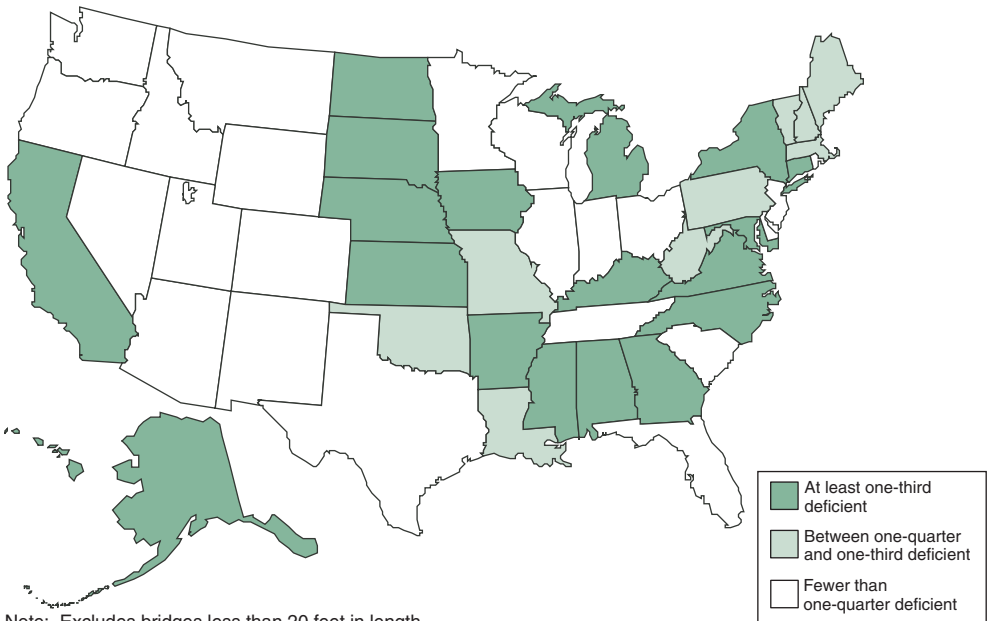 At least one-third
deficient
Between one-quarter
and one-third deficient
Fewer than
one-quarter deficient
Note: Excludes bridges less than 20 feet in length